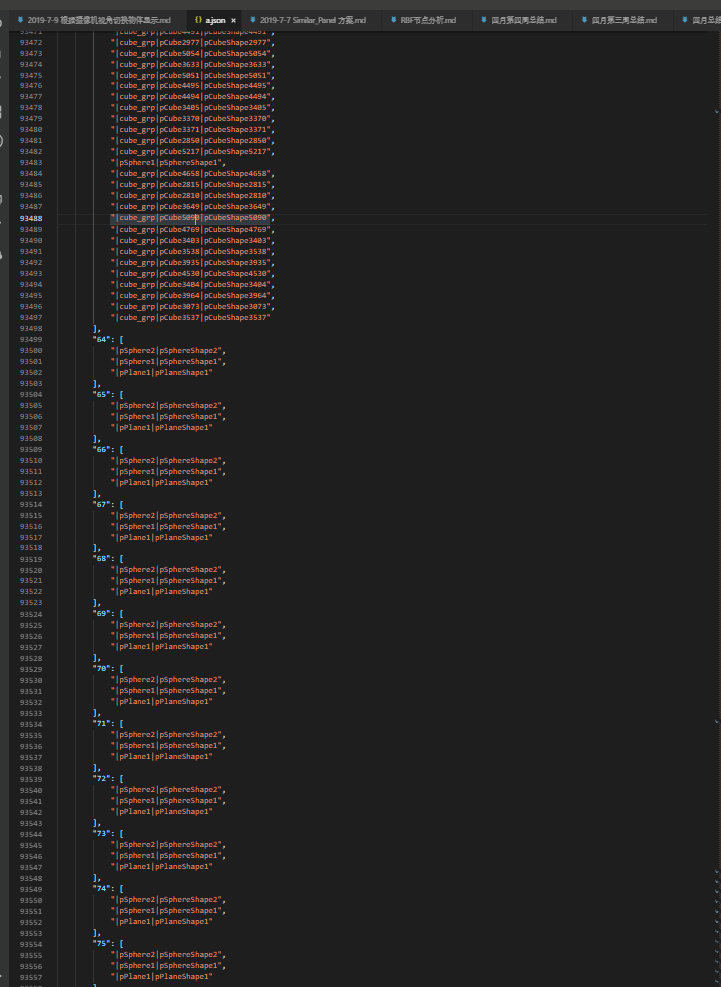 2019-7-9 根据摄像机视角切换物体显示.md
{} a.json ×
2019-7-7 Similar_Panel 方案.md
RBF节点分析.md
四月第四周总结.md
四月第三周总结.md
四月总结
93471 "|cube_grp|pCube4491|pCubeShape4491",
93472 "|cube_grp|pCube2977|pCubeShape2977",
93473 "|cube_grp|pCube5054|pCubeShape5054",
93474 "|cube_grp|pCube3633|pCubeShape3633",
93475 "|cube_grp|pCube5051|pCubeShape5051",
93476 "|cube_grp|pCube4495|pCubeShape4495",
93477 "|cube_grp|pCube4494|pCubeShape4494",
93478 "|cube_grp|pCube3405|pCubeShape3405",
93479 "|cube_grp|pCube3370|pCubeShape3370",
93480 "|cube_grp|pCube3371|pCubeShape3371",
93481 "|cube_grp|pCube2850|pCubeShape2850",
93482 "|cube_grp|pCube5217|pCubeShape5217",
93483 "|pSphere1|pSphereShape1",
93484 "|cube_grp|pCube4658|pCubeShape4658",
93485 "|cube_grp|pCube2815|pCubeShape2815",
93486 "|cube_grp|pCube2810|pCubeShape2810",
93487 "|cube_grp|pCube3649|pCubeShape3649",
93488 "|cube_grp|pCube5090|pCubeShape5090",
93489 "|cube_grp|pCube4769|pCubeShape4769",
93490 "|cube_grp|pCube3403|pCubeShape3403",
93491 "|cube_grp|pCube3538|pCubeShape3538",
93492 "|cube_grp|pCube3935|pCubeShape3935",
93493 "|cube_grp|pCube4530|pCubeShape4530",
93494 "|cube_grp|pCube3404|pCubeShape3404",
93495 "|cube_grp|pCube3964|pCubeShape3964",
93496 "|cube_grp|pCube3073|pCubeShape3073",
93497 "|cube_grp|pCube3537|pCubeShape3537"
93498 ],
93499 "64": [
93500 "|pSphere2|pSphereShape2",
93501 "|pSphere1|pSphereShape1",
93502 "|pPlane1|pPlaneShape1"
93503 ],
93504 "65": [
93505 "|pSphere2|pSphereShape2",
93506 "|pSphere1|pSphereShape1",
93507 "|pPlane1|pPlaneShape1"
93508 ],
93509 "66": [
93510 "|pSphere2|pSphereShape2",
93511 "|pSphere1|pSphereShape1",
93512 "|pPlane1|pPlaneShape1"
93513 ],
93514 "67": [
93515 "|pSphere2|pSphereShape2",
93516 "|pSphere1|pSphereShape1",
93517 "|pPlane1|pPlaneShape1"
93518 ],
93519 "68": [
93520 "|pSphere2|pSphereShape2",
93521 "|pSphere1|pSphereShape1",
93522 "|pPlane1|pPlaneShape1"
93523 ],
93524 "69": [
93525 "|pSphere2|pSphereShape2",
93526 "|pSphere1|pSphereShape1",
93527 "|pPlane1|pPlaneShape1"
93528 ],
93529 "70": [
93530 "|pSphere2|pSphereShape2",
93531 "|pSphere1|pSphereShape1",
93532 "|pPlane1|pPlaneShape1"
93533 ],
93534 "71": [
93535 "|pSphere2|pSphereShape2",
93536 "|pSphere1|pSphereShape1",
93537 "|pPlane1|pPlaneShape1"
93538 ],
93539 "72": [
93540 "|pSphere2|pSphereShape2",
93541 "|pSphere1|pSphereShape1",
93542 "|pPlane1|pPlaneShape1"
93543 ],
93544 "73": [
93545 "|pSphere2|pSphereShape2",
93546 "|pSphere1|pSphereShape1",
93547 "|pPlane1|pPlaneShape1"
93548 ],
93549 "74": [
93550 "|pSphere2|pSphereShape2",
93551 "|pSphere1|pSphereShape1",
93552 "|pPlane1|pPlaneShape1"
93553 ],
93554 "75": [
93555 "|pSphere2|pSphereShape2",
93556 "|pSphere1|pSphereShape1",
93557 "|pPlane1|pPlaneShape1"